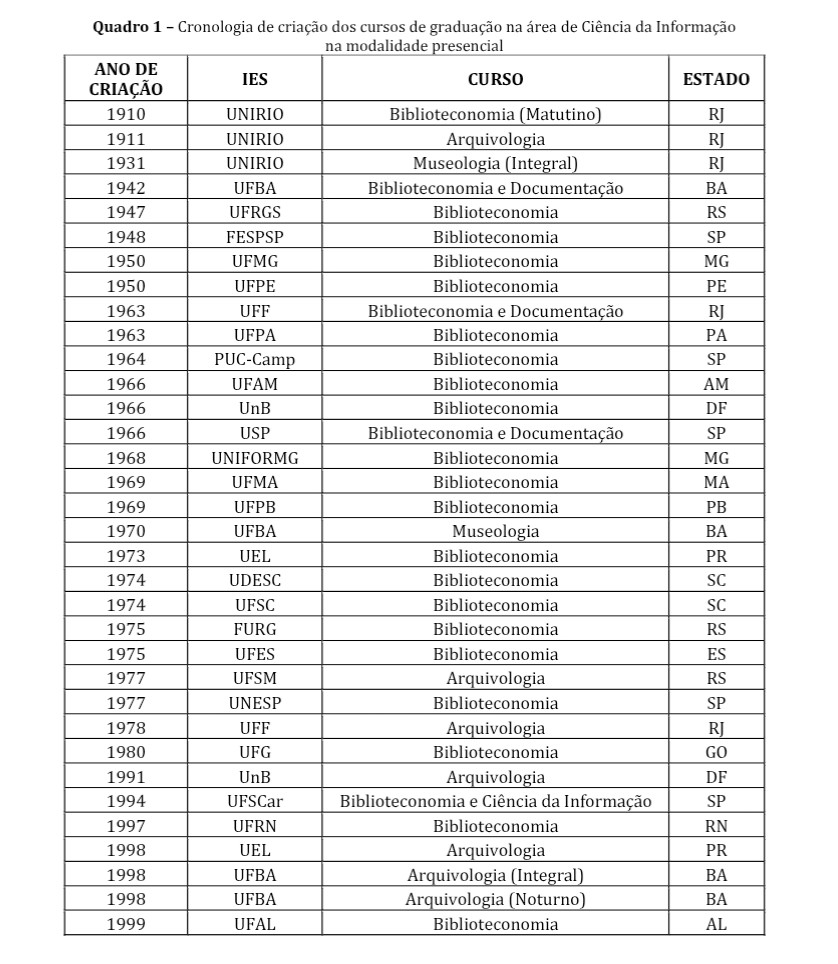 Quadro 1 – Cronologia de criação dos cursos de graduação na área de Ciência da Informação
na modalidade presencial
ANO DE CRIAÇÃO IES CURSO ESTADO
1910 UNIRIO Biblioteconomia (Matutino) RJ
1911 UNIRIO Arquivologia RJ
1931 UNIRIO Museologia (Integral) RJ
1942 UFBA Biblioteconomia e Documentação BA
1947 UFRGS Biblioteconomia RS
1948 FESPSP Biblioteconomia SP
1950 UFMG Biblioteconomia MG
1950 UFPE Biblioteconomia PE
1963 UFF Biblioteconomia e Documentação RJ
1963 UFPA Biblioteconomia PA
1964 PUC-Camp Biblioteconomia SP
1966 UFAM Biblioteconomia AM
1966 UnB Biblioteconomia DF
1966 USP Biblioteconomia e Documentação SP
1968 UNIFORMG Biblioteconomia MG
1969 UFMA Biblioteconomia MA
1969 UFPB Biblioteconomia PB
1970 UFBA Museologia BA
1973 UEL Biblioteconomia PR
1974 UDESC Biblioteconomia SC
1974 UFSC Biblioteconomia SC
1975 FURG Biblioteconomia RS
1975 UFES Biblioteconomia ES
1977 UFSM Arquivologia RS
1977 UNESP Biblioteconomia SP
1978 UFF Arquivologia RJ
1980 UFG Biblioteconomia GO
1991 UnB Arquivologia DF
1994 UFSCar Biblioteconomia e Ciência da Informação SP
1997 UFRN Biblioteconomia RN
1998 UEL Arquivologia PR
1998 UFBA Arquivologia (Integral) BA
1998 UFBA Arquivologia (Noturno) BA
1999 UFAL Biblioteconomia AL